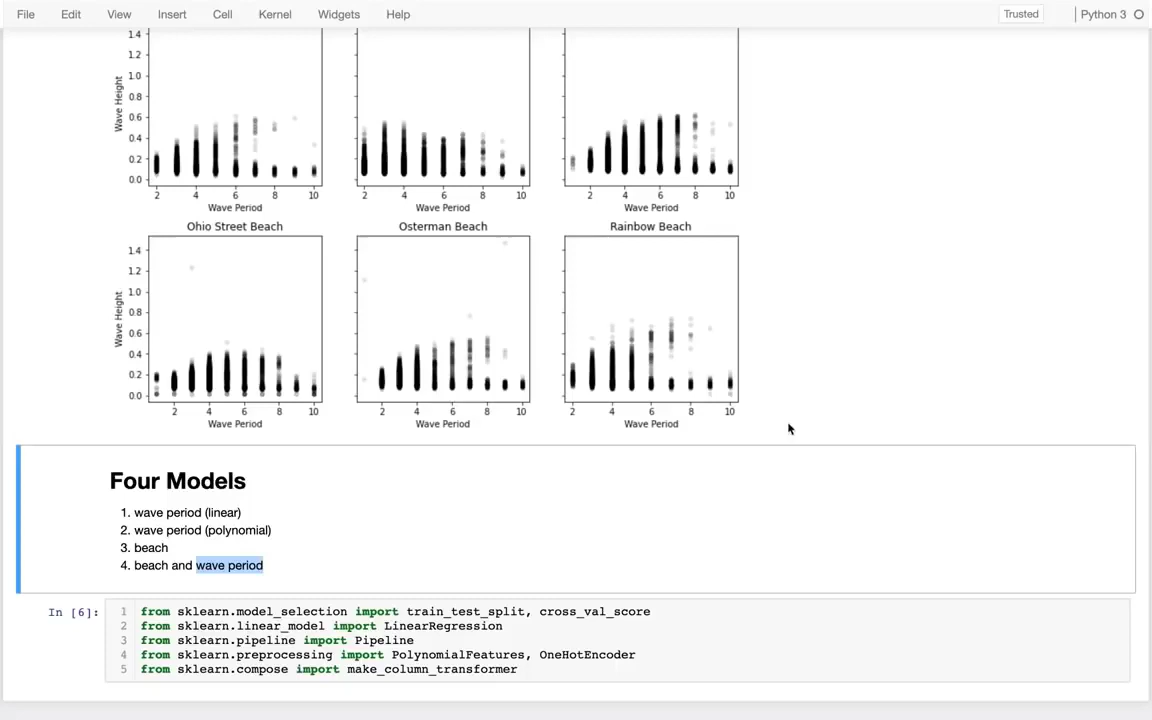 File Edit View Insert Cell Kernel Widgets Help Trusted Python 3
1.4
1.2
1.0
0.8
0.6
0.4
0.2
0.0
Wave Height
2 4 6 8 10 2 4 6 8 10 2 4 6 8 10
Wave Period Wave Period Wave Period
Ohio Street Beach Osterman Beach Rainbow Beach
1.4
1.2
1.0
0.8
0.6
0.4
0.2
0.0
Wave Height
2 4 6 8 10 2 4 6 8 10 2 4 6 8 10
Wave Period Wave Period Wave Period
Four Models
1. wave period (linear)
2. wave period (polynomial)
3. beach
4. beach and wave period
In [6]:
1 from sklearn.model_selection import train_test_split, cross_val_score
2 from sklearn.linear_model import LinearRegression
3 from sklearn.pipeline import Pipeline
4 from sklearn.preprocessing import PolynomialFeatures, OneHotEncoder
5 from sklearn.compose import make_column_transformer